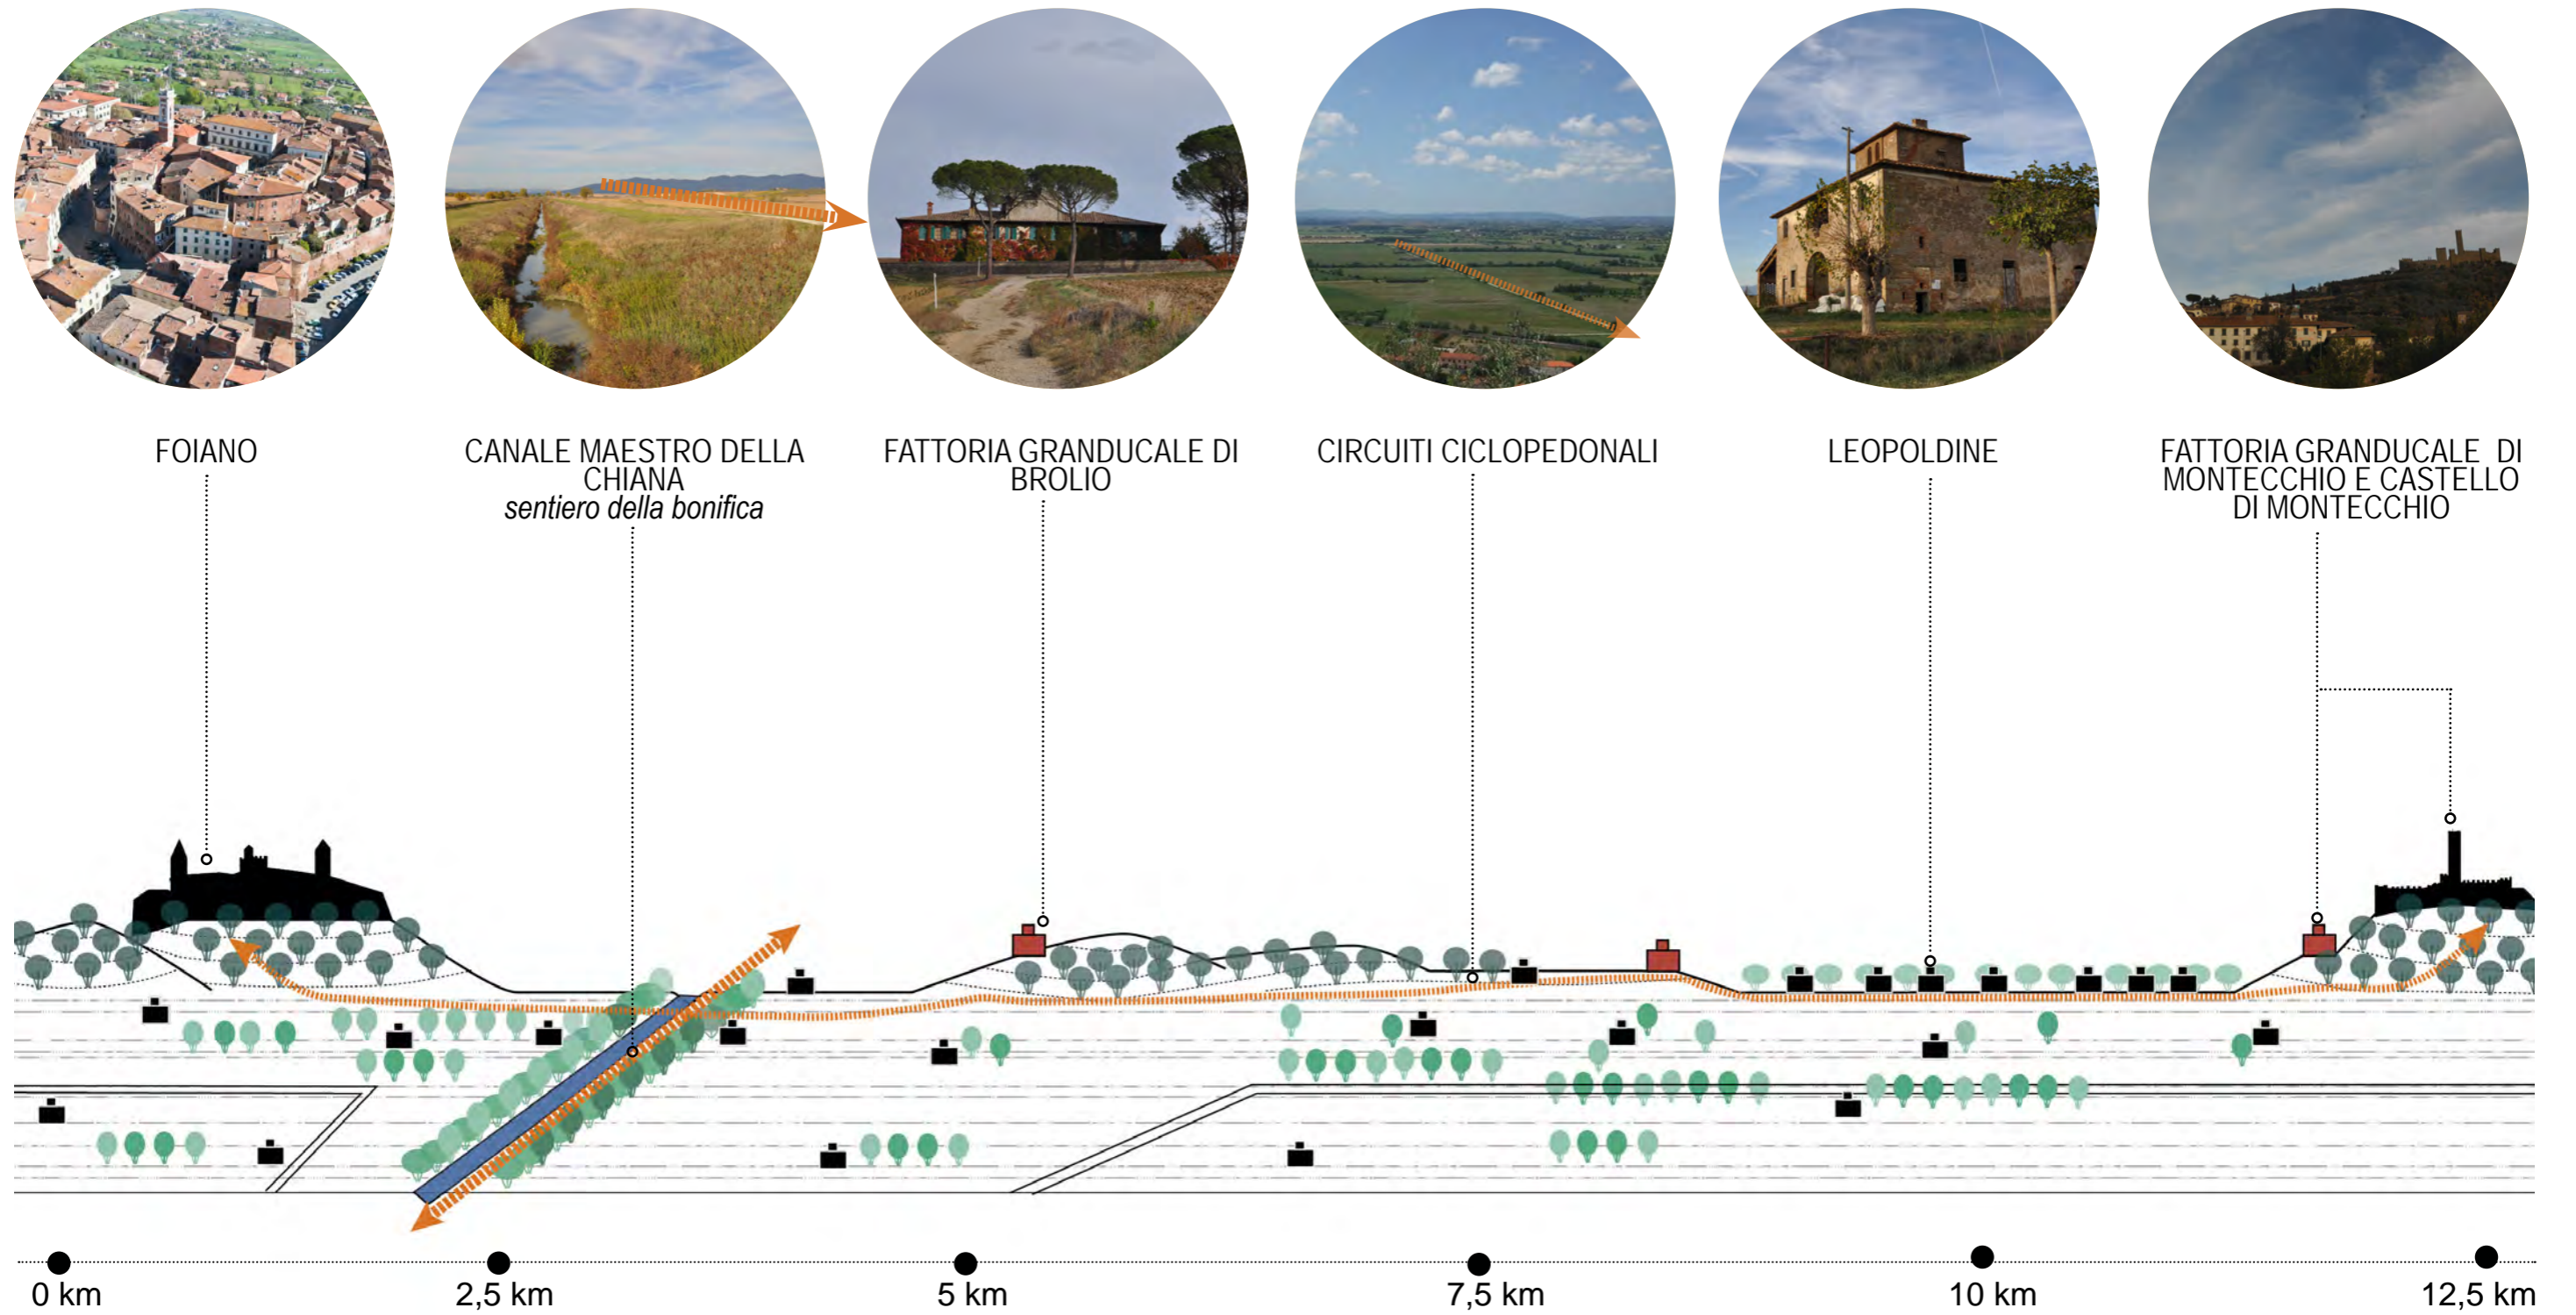 FOIANO
CANALE MAESTRO DELLA
CHIANA
sentiero della bonifica
FATTORIA GRANDUCALE DI
BROLIO
CIRCUITI CICLOPEDONALI
LEOPOLDINE
FATTORIA GRANDUCALE DI
MONTECCHIO E CASTELLO
DI MONTECCHIO
0 km
2,5 km
5 km
7,5 km
10 km
12,5 km